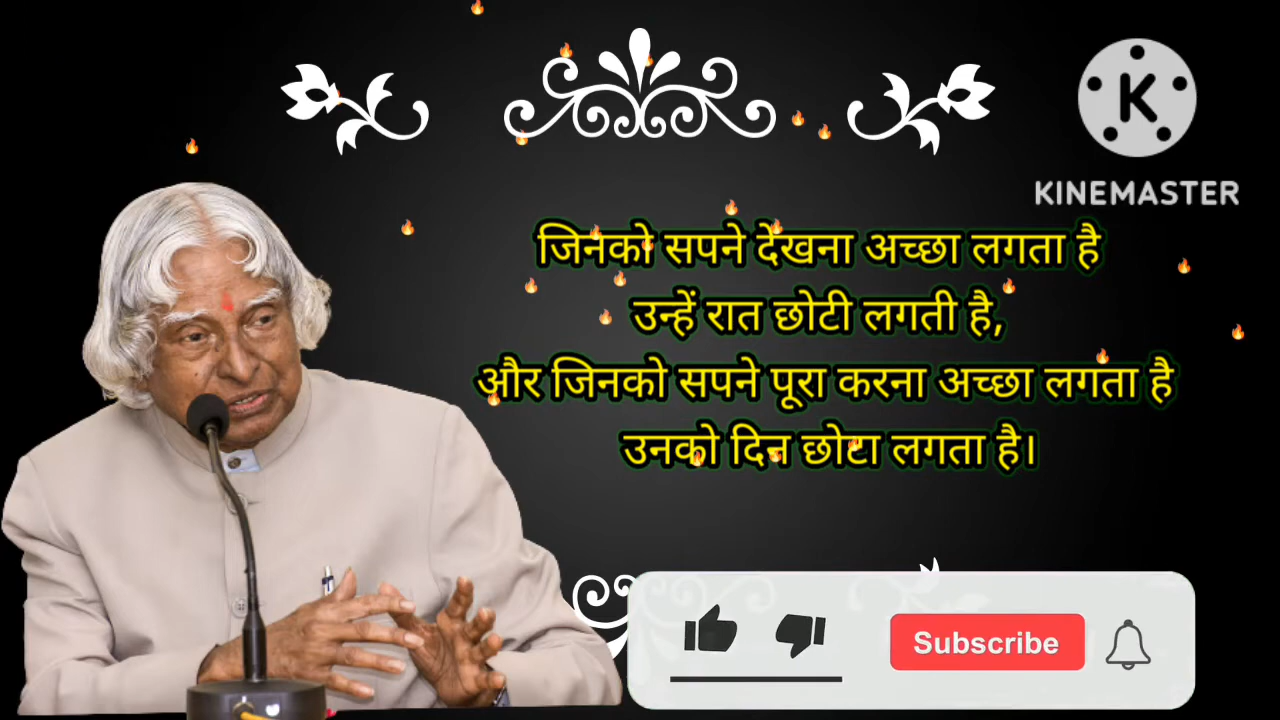 K
KINEMASTER
जिनको सपने देखना अच्छा लगता है
उन्हें रात छोटी लगती है,
और जिनको सपने पूरा करना अच्छा लगता है
उनको दिन छोटा लगता है।
Subscribe